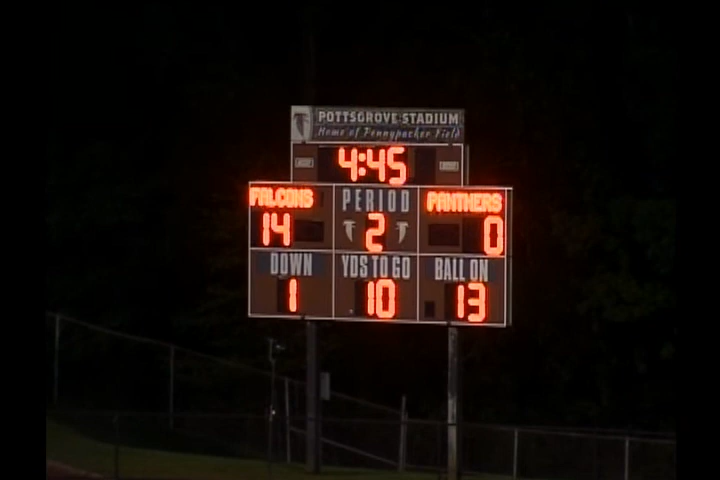 POTTSGROVE STADIUM
Home of Pennypacker Field
4:45
FALCONS PERIOD PANTHERS
14 2 0
DOWN YDS TO GO BALL ON
1 10 13